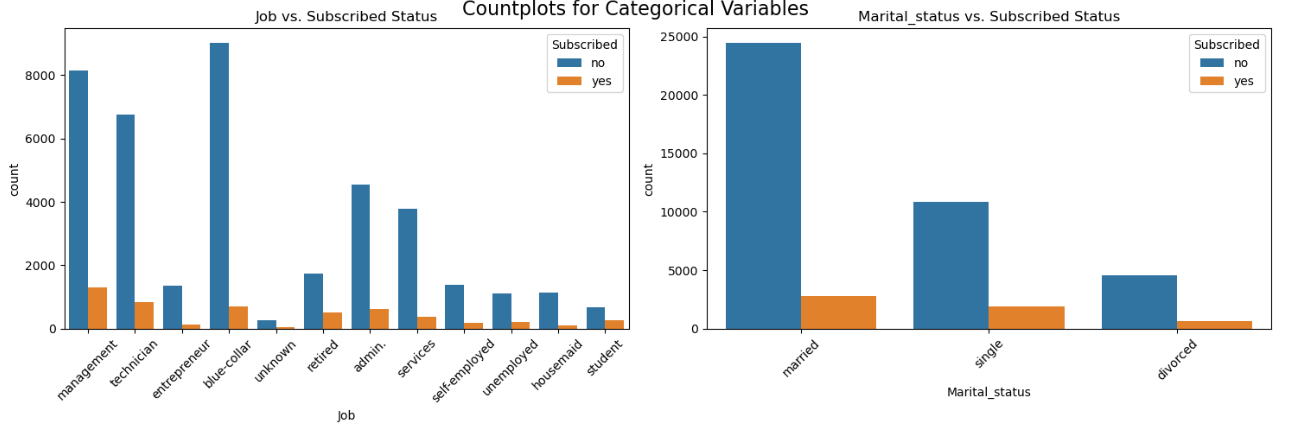 Countplots for Categorical Variables
Job vs. Subscribed Status
8000
6000
4000
2000
0
count
Subscribed
no
yes
management
technician
entrepreneur
blue-collar
unknown
retired
admin.
services
self-employed
unemployed
housemaid
student
Job
Marital_status vs. Subscribed Status
25000
20000
15000
10000
5000
0
count
Subscribed
no
yes
married
single
divorced
Marital_status